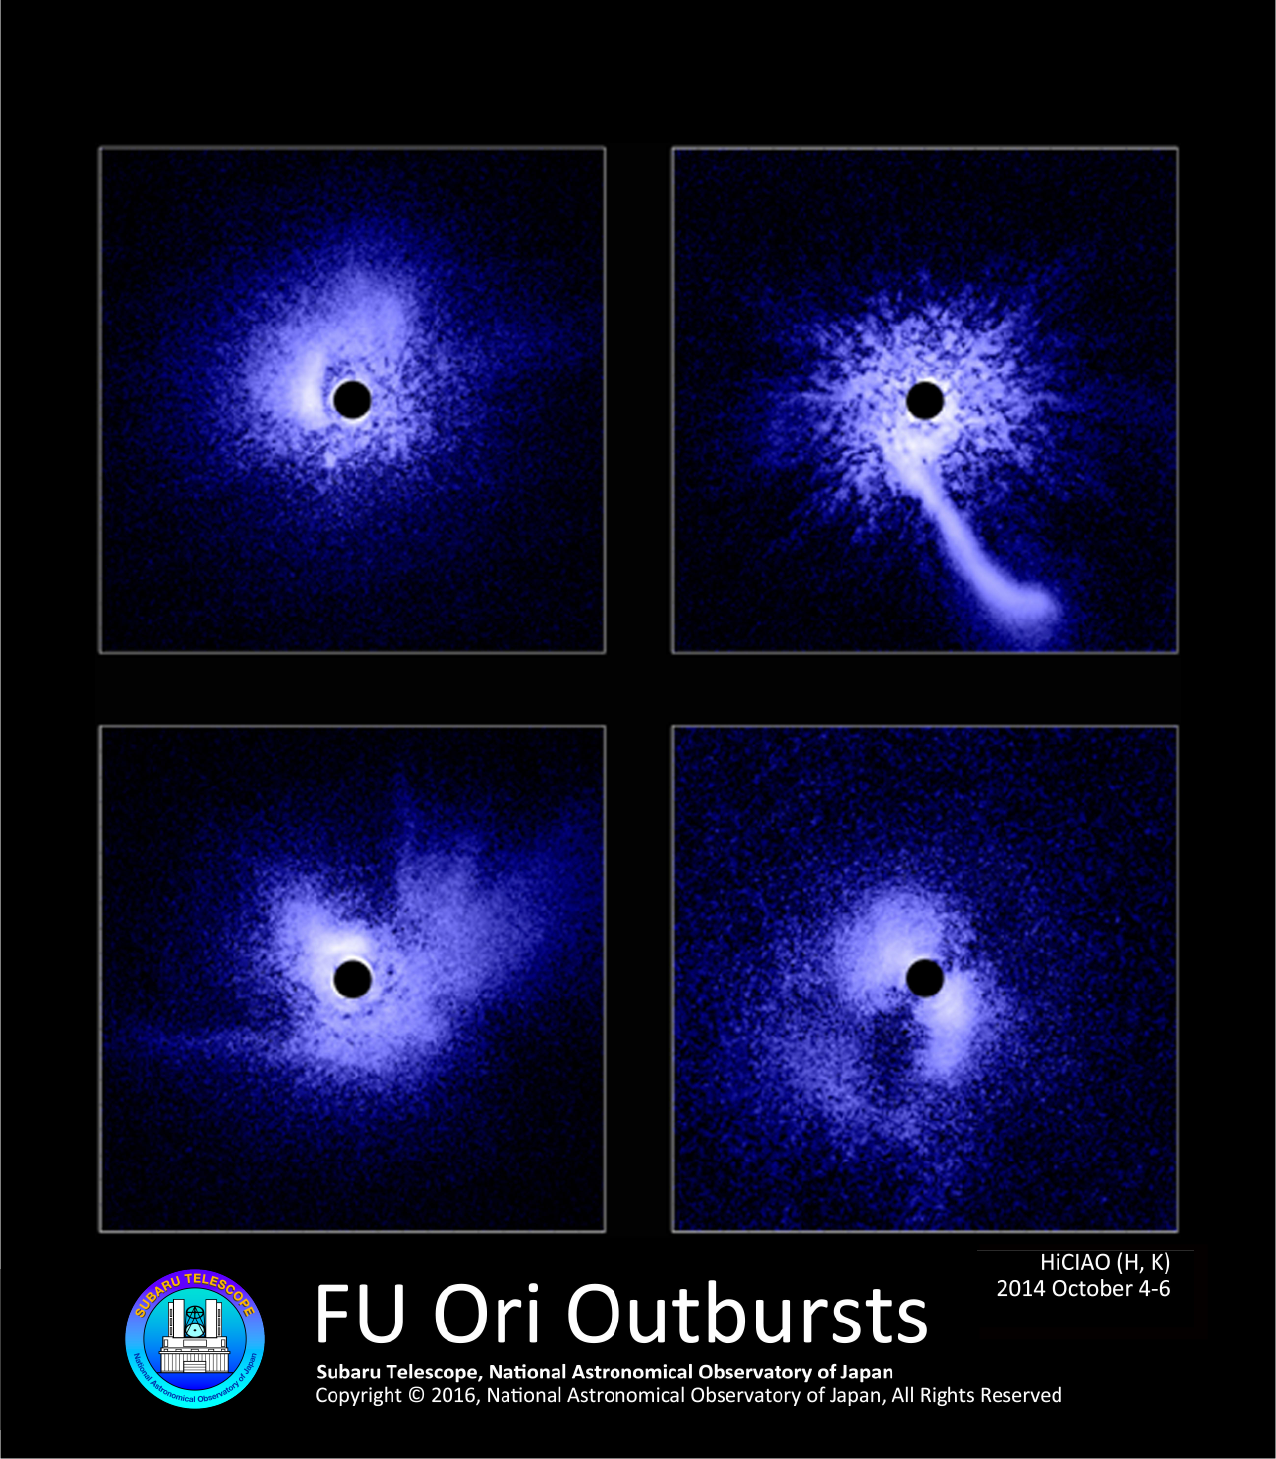 HiCIAO (H, K)
2014 October 4-6
SUBARU TELESCOPE
National Astronomical Observatory of Japan
FU Ori Outbursts
Subaru Telescope, National Astronomical Observatory of Japan
Copyright © 2016, National Astronomical Observatory of Japan, All Rights Reserved